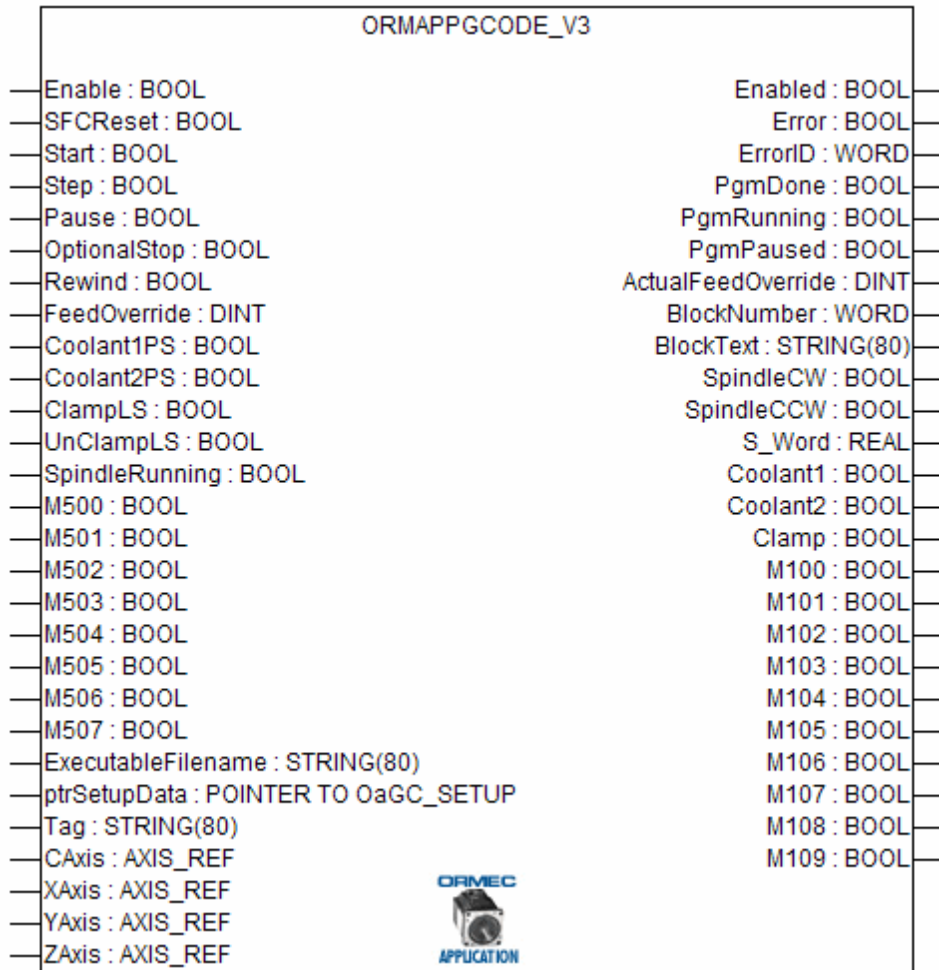 ORMAPPGCODE_V3
Enable : BOOL
Enabled : BOOL
SFCReset : BOOL
Error : BOOL
Start : BOOL
ErrorID : WORD
Step : BOOL
PgmDone : BOOL
Pause : BOOL
PgmRunning : BOOL
OptionalStop : BOOL
PgmPaused : BOOL
Rewind : BOOL
ActualFeedOverride : DINT
FeedOverride : DINT
BlockNumber : WORD
Coolant1PS : BOOL
BlockText : STRING(80)
Coolant2PS : BOOL
SpindleCW : BOOL
ClampLS : BOOL
SpindleCCW : BOOL
UnClampLS : BOOL
S_Word : REAL
SpindleRunning : BOOL
Coolant1 : BOOL
M500 : BOOL
Coolant2 : BOOL
M501 : BOOL
Clamp : BOOL
M502 : BOOL
M100 : BOOL
M503 : BOOL
M101 : BOOL
M504 : BOOL
M102 : BOOL
M505 : BOOL
M103 : BOOL
M506 : BOOL
M104 : BOOL
M507 : BOOL
M105 : BOOL
ExecutableFilename : STRING(80)
M106 : BOOL
ptrSetupData : POINTER TO OaGC_SETUP
M107 : BOOL
Tag : STRING(80)
M108 : BOOL
CAxis : AXIS_REF
M109 : BOOL
XAxis : AXIS_REF
YAxis : AXIS_REF
ZAxis : AXIS_REF
ORMEC
APPLICATION